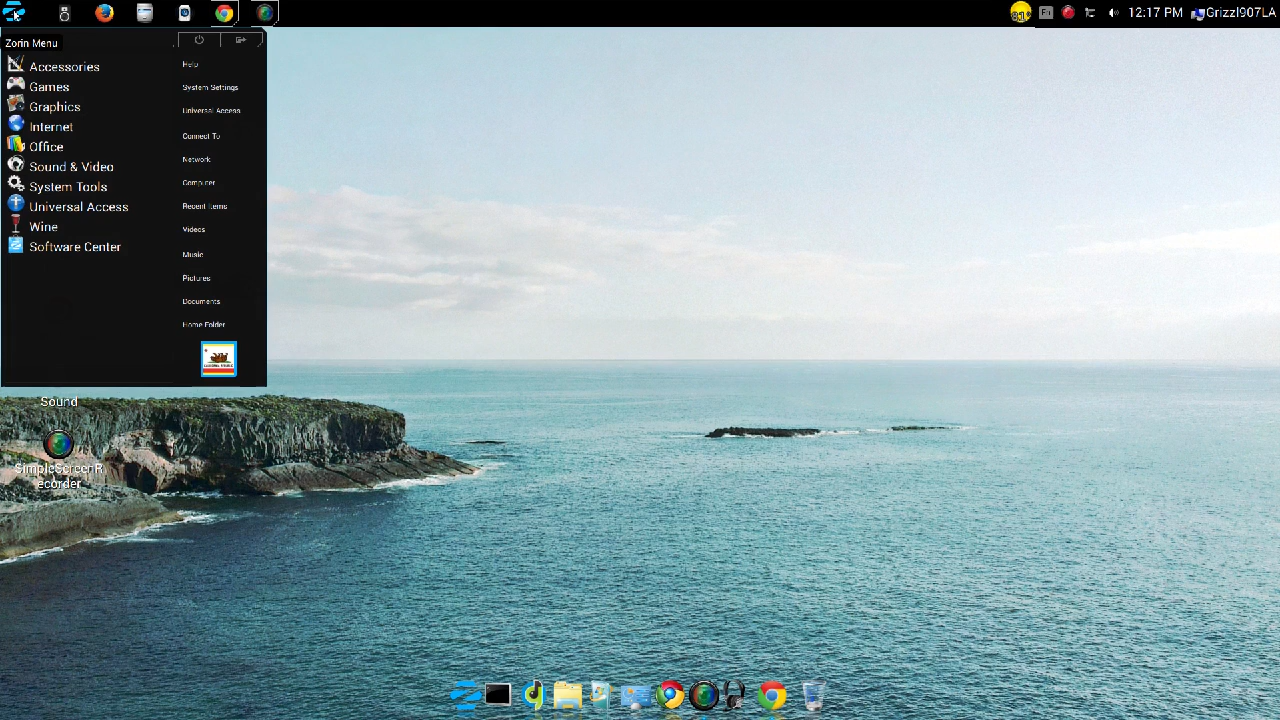 81°
En
12:17 PM
Grizzl907LA
Zorin Menu
Accessories
Games
Graphics
Internet
Office
Sound & Video
System Tools
Universal Access
Wine
Software Center
Help
System Settings
Universal Access
Connect To
Network
Computer
Recent Items
Videos
Music
Pictures
Documents
Home Folder
Sound
SimpleScreenR
ecorder